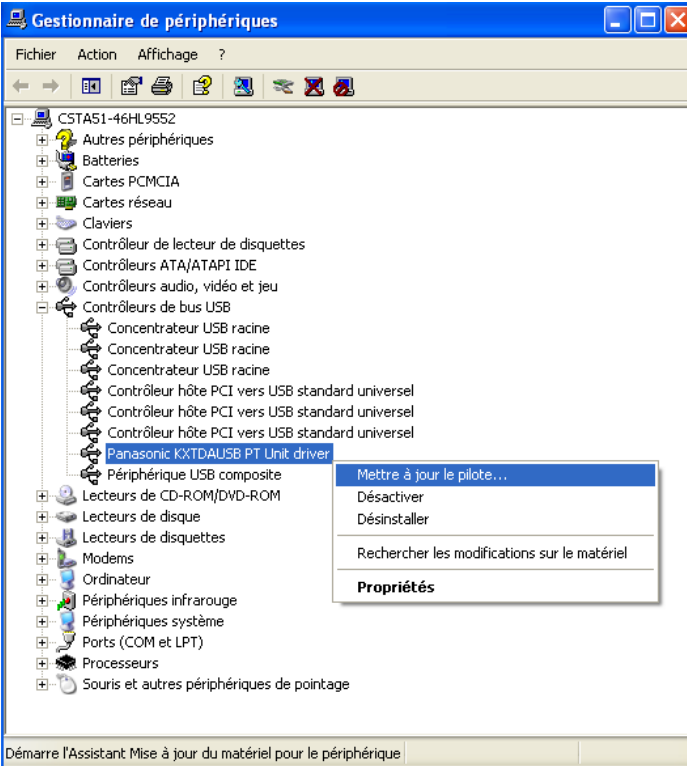 Gestionnaire de périphériques
Fichier Action Affichage ?
CSTA51-46HL9552
Autres périphériques
Batteries
Cartes PCMCIA
Cartes réseau
Claviers
Contrôleur de lecteur de disquettes
Contrôleurs ATA/ATAPI IDE
Contrôleurs audio, vidéo et jeu
Contrôleurs de bus USB
Concentrateur USB racine
Concentrateur USB racine
Concentrateur USB racine
Contrôleur hôte PCI vers USB standard universel
Contrôleur hôte PCI vers USB standard universel
Contrôleur hôte PCI vers USB standard universel
Panasonic KXTDAUSB PT Unit driver
Périphérique USB composite
Lecteurs de CD-ROM/DVD-ROM
Lecteurs de disque
Lecteurs de disquettes
Modems
Ordinateur
Périphériques infrarouge
Périphériques système
Ports (COM et LPT)
Processeurs
Souris et autres périphériques de pointage
Mettre à jour le pilote...
Désactiver
Désinstaller
Rechercher les modifications sur le matériel
Propriétés
Démarre l'Assistant Mise à jour du matériel pour le périphérique